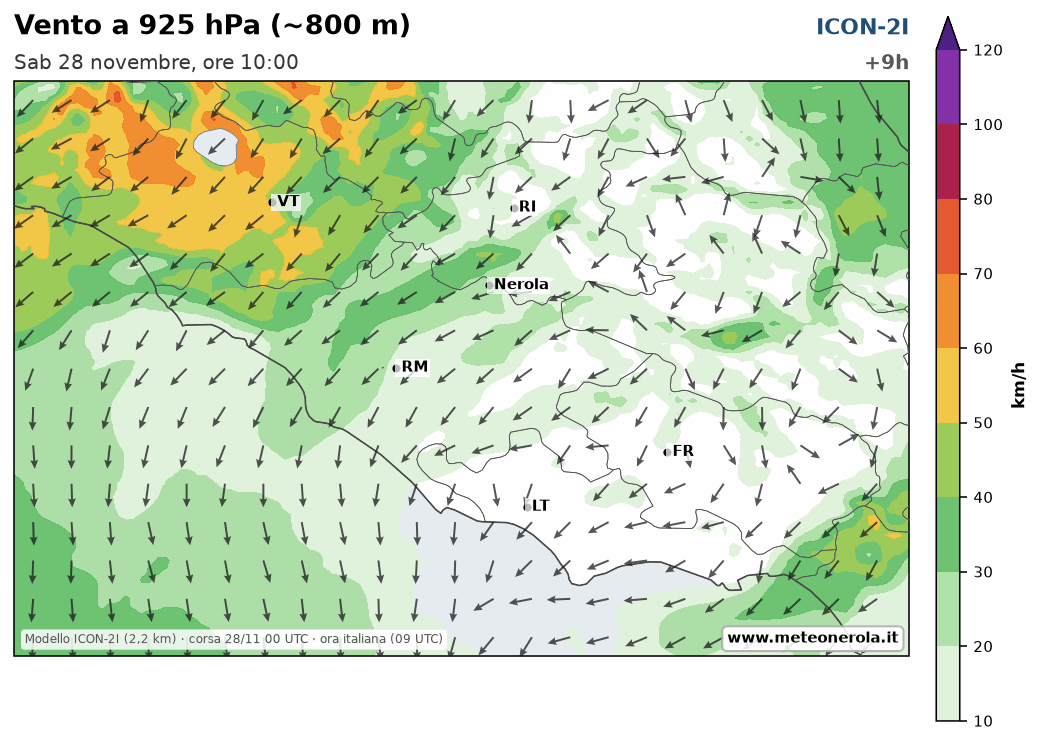 Vento a 925 hPa (~800 m)
ICON-2I
Sab 28 novembre, ore 10:00
+9h
VT
RI
Nerola
RM
FR
LT
Modello ICON-2I (2,2 km) · corsa 28/11 00 UTC · ora italiana (09 UTC)
www.meteonerola.it
120
100
80
70
60
50
40
30
20
10
km/h